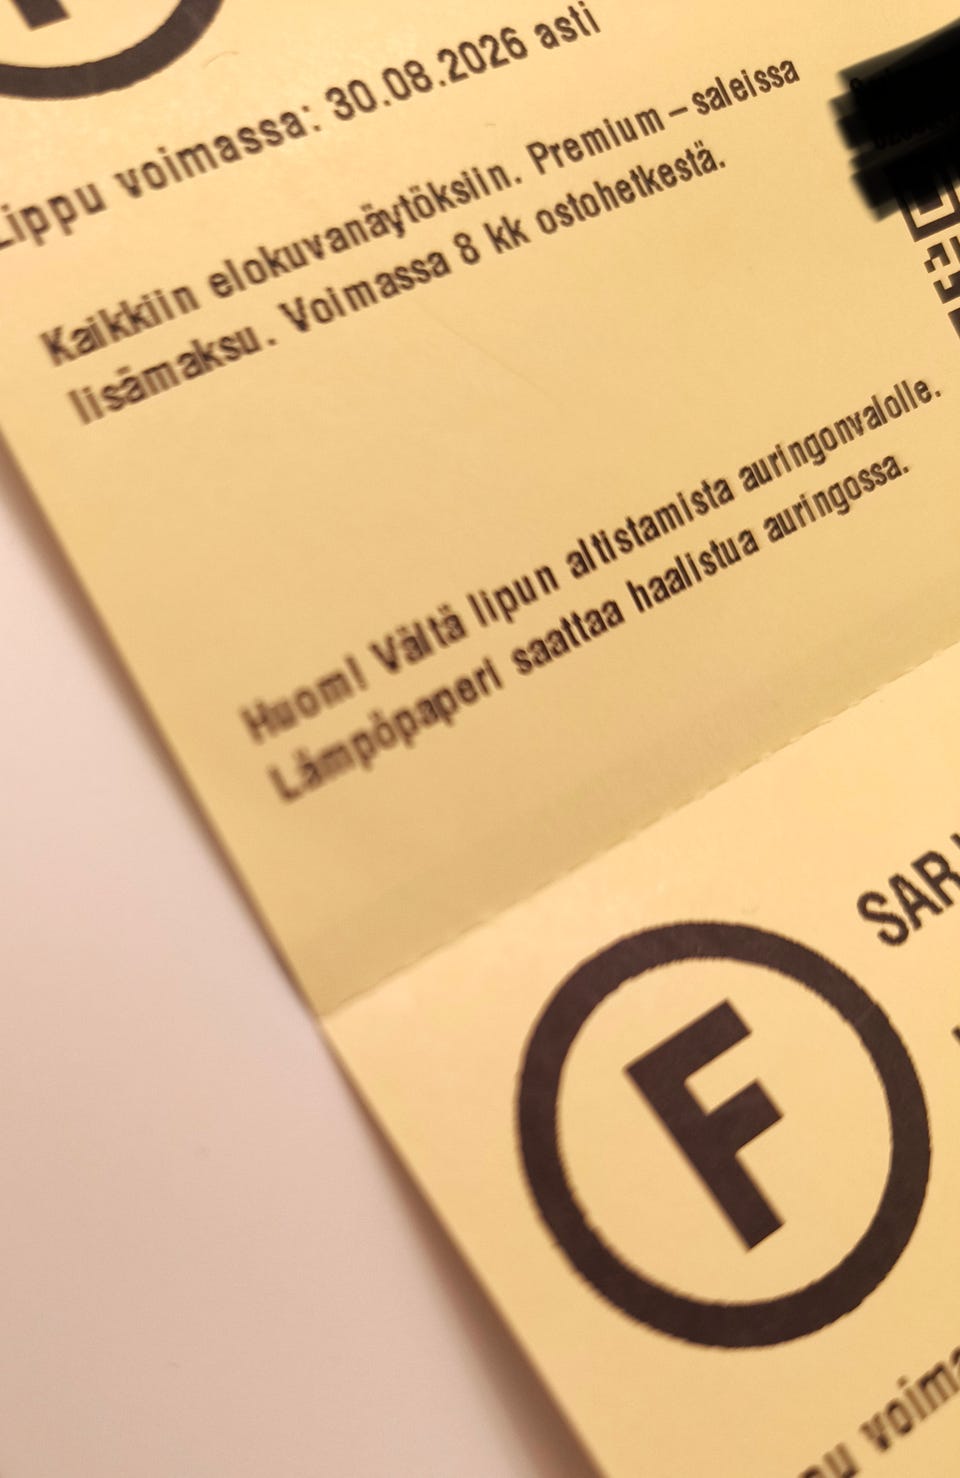 Lippu voimassa: 30.08.2026 asti
Kaikkiin elokuvanäytöksiin. Premium – saleissa
lisämaksu. Voimassa 8 kk ostohetkestä.
Huom! Vältä lipun altistamista auringonvalolle.
Lämpöpaperi saattaa haalistua auringossa.
F